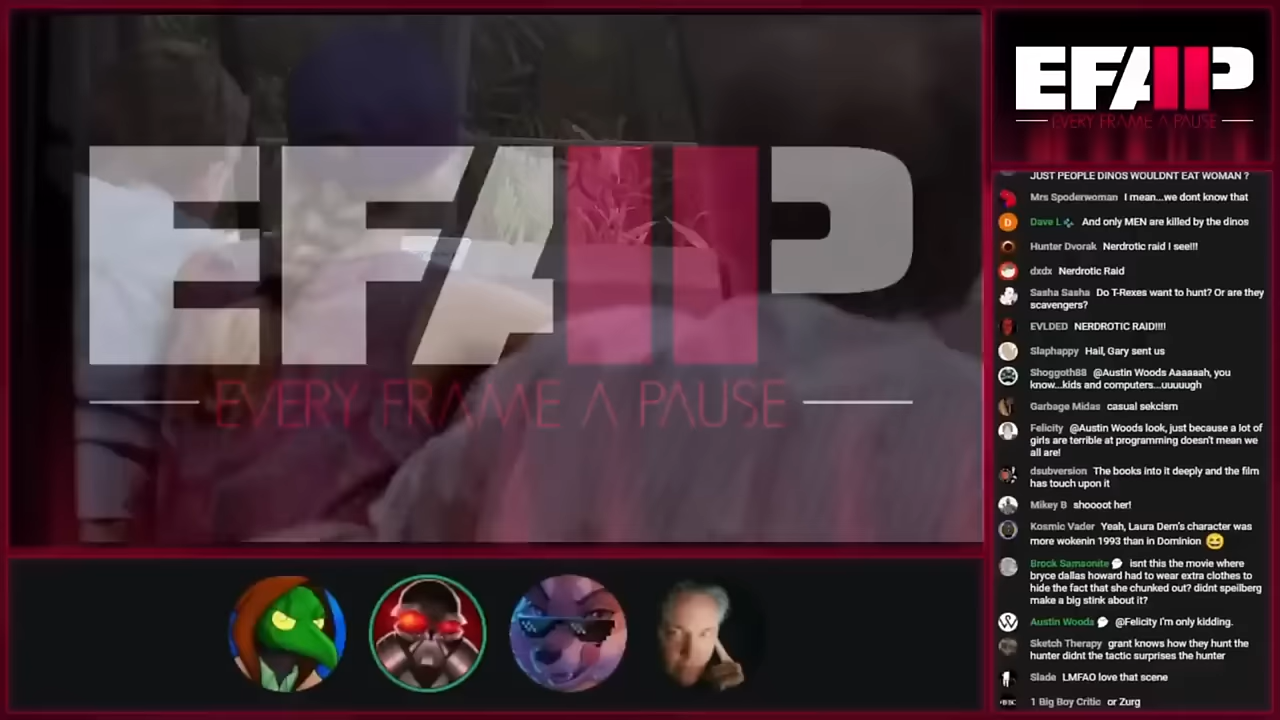 EFAP
EVERY FRAME A PAUSE
EFAP
EVERY FRAME A PAUSE
JUST PEOPLE DINOS WOULDNT EAT WOMAN ?
Mrs Spoderwoman I mean...we dont know that
Dave L And only MEN are killed by the dinos
Hunter Dvorak Nerdrotic raid I see!!!
dxdx Nerdrotic Raid
Sasha Sasha Do T-Rexes want to hunt? Or are they
scavengers?
EVLDED NERDROTIC RAID!!!!
Slaphappy Hail, Gary sent us
Shoggoth88 @Austin Woods Aaaaaah, you
know...kids and computers...uuuuugh
Garbage Midas casual sekcism
Felicity @Austin Woods look, just because a lot of
girls are terrible at programming doesn't mean we
all are!
dsubversion The books into it deeply and the film
has touch upon it
Mikey B shoooot her!
Kosmic Vader Yeah, Laura Dern's character was
more wokenin 1993 than in Dominion 😆
Brock Samsonite isnt this the movie where
bryce dallas howard had to wear extra clothes to
hide the fact that she chunked out? didnt speilberg
make a big stink about it?
Austin Woods @Felicity I'm only kidding.
Sketch Therapy grant knows how they hunt the
hunter didnt the tactic surprises the hunter
Slade LMFAO love that scene
1 Big Boy Critic or Zurg